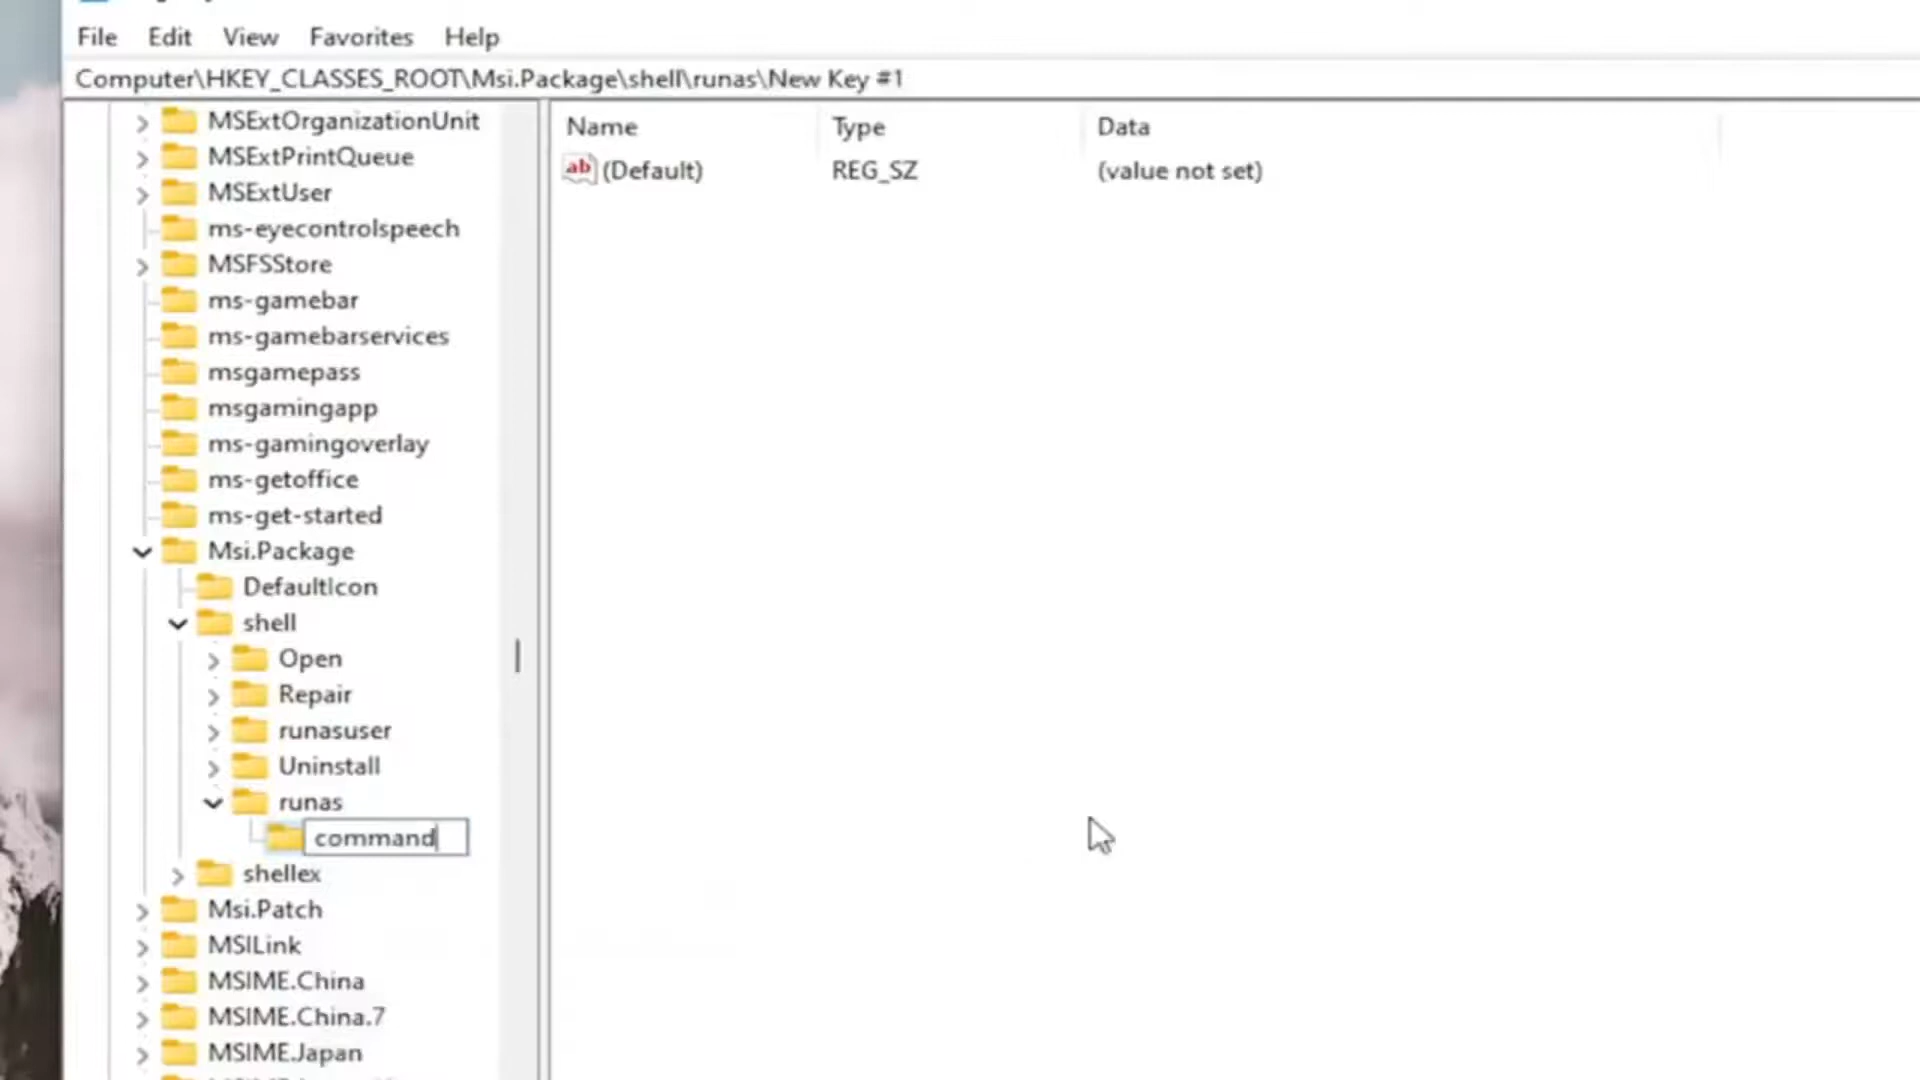 File Edit View Favorites Help
Computer\HKEY_CLASSES_ROOT\Msi.Package\shell\runas\New Key #1
Name Type Data
ab (Default) REG_SZ (value not set)
MSExtOrganizationUnit
MSExtPrintQueue
MSExtUser
ms-eyecontrolspeech
MSFSStore
ms-gamebar
ms-gamebarservices
msgamepass
msgamingapp
ms-gamingoverlay
ms-getoffice
ms-get-started
Msi.Package
DefaultIcon
shell
Open
Repair
runasuser
Uninstall
runas
command
shellex
Msi.Patch
MSILink
MSIME.China
MSIME.China.7
MSIME.Japan